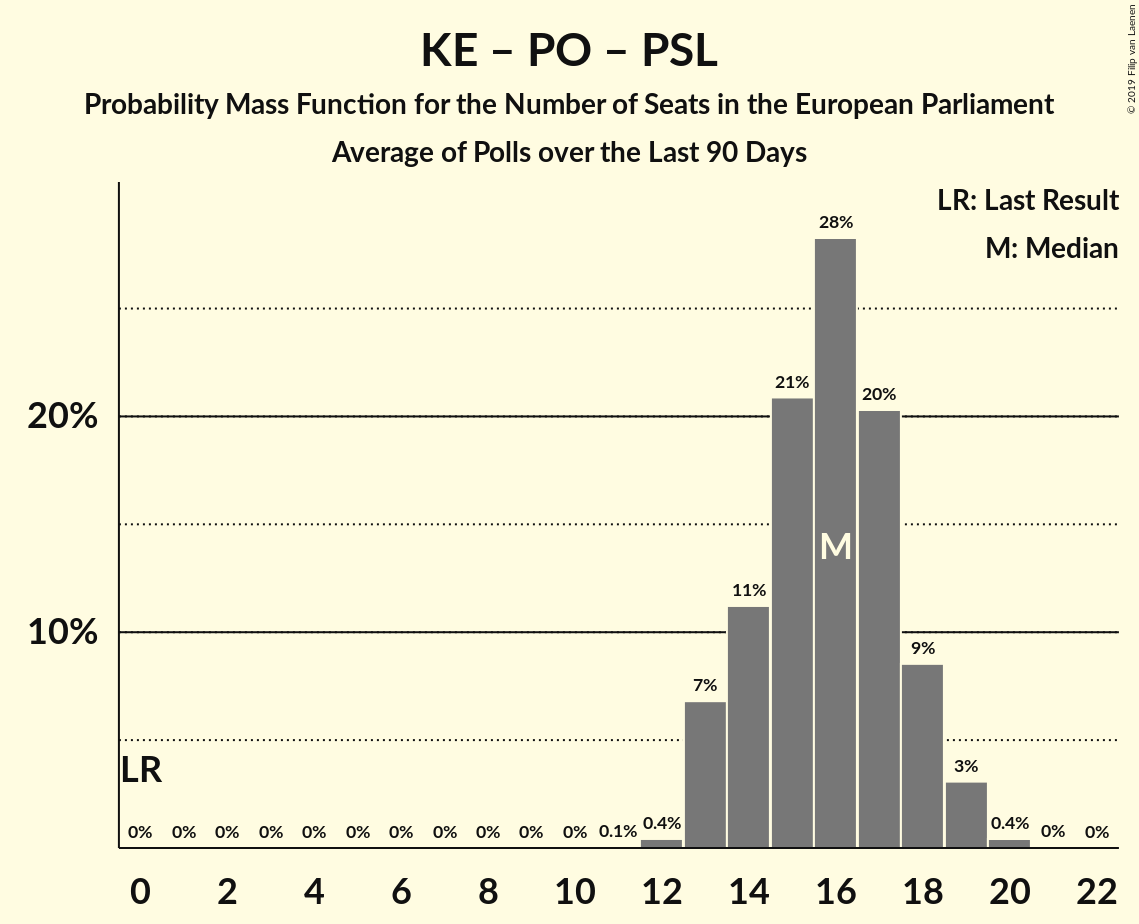 KE – PO – PSL
Probability Mass Function for the Number of Seats in the European Parliament
Average of Polls over the Last 90 Days
© 2019 Filip van Laenen
LR: Last Result
M: Median
20%
10%
LR
M
0% 0% 0% 0% 0% 0% 0% 0% 0% 0% 0% 0.1% 0.4% 7% 11% 21% 28% 20% 9% 3% 0.4% 0% 0%
0 2 4 6 8 10 12 14 16 18 20 22